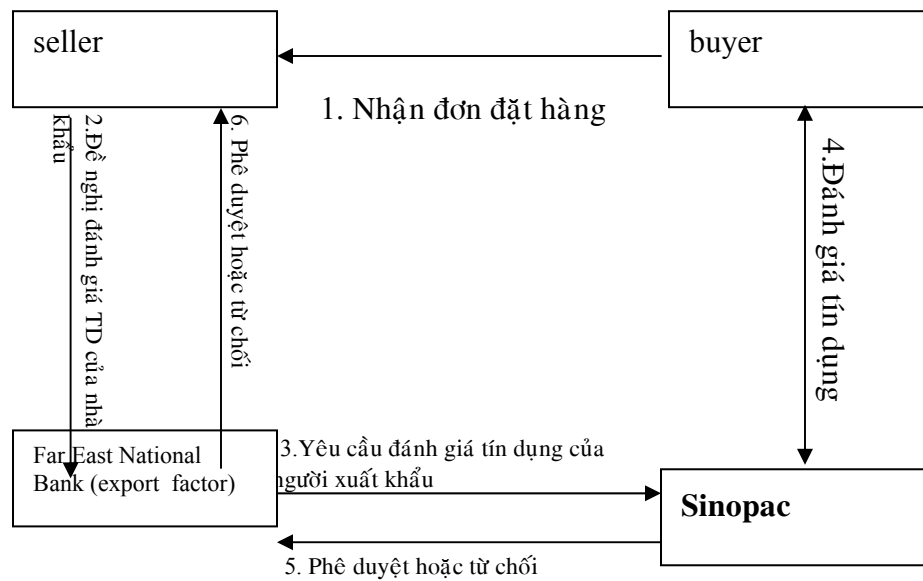 seller
buyer
1. Nhận đơn đặt hàng
2.Đề nghị đánh giá TD của nhà
khẩu
6. Phê duyệt hoặc từ chối
4.Đánh giá tín dụng
Far East National
Bank (export factor)
3.Yêu cầu đánh giá tín dụng của
người xuất khẩu
Sinopac
5. Phê duyệt hoặc từ chối